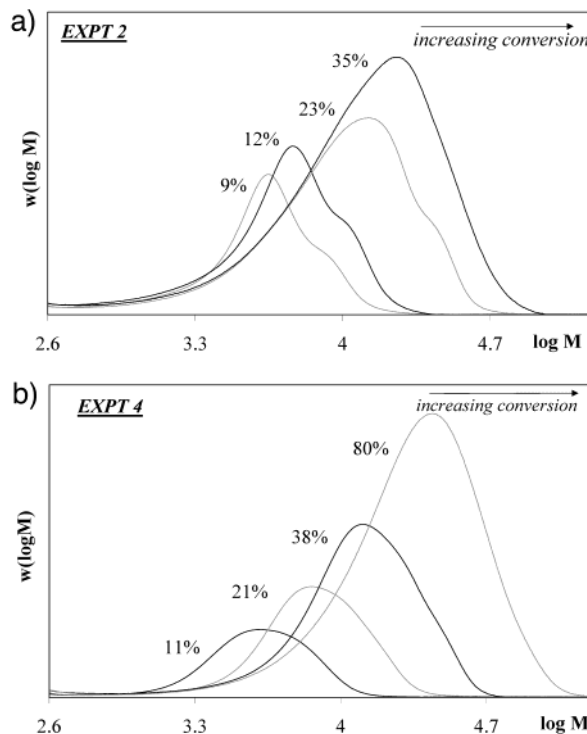 a)
EXPT 2
increasing conversion
35%
23%
12%
9%
w(log M)
2.6
3.3
4
4.7
log M
b)
EXPT 4
increasing conversion
80%
38%
21%
11%
w(logM)
2.6
3.3
4
4.7
log M